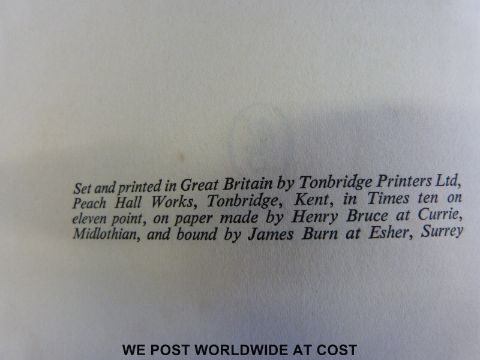 Set and printed in Great Britain by Tonbridge Printers Ltd,
Peach Hall Works, Tonbridge, Kent, in Times ten on
eleven point, on paper made by Henry Bruce at Currie,
Midlothian, and bound by James Burn at Esher, Surrey
WE POST WORLDWIDE AT COST